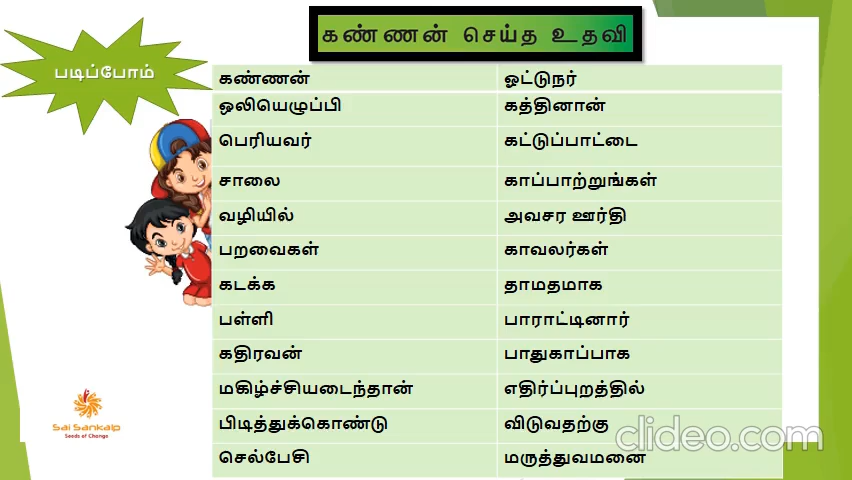 கண்ணன் செய்த உதவி
படிப்போம்
கண்ணன் ஓட்டுநர்
ஒலியெழுப்பி கத்தினான்
பெரியவர் கட்டுப்பாட்டை
சாலை காப்பாற்றுங்கள்
வழியில் அவசர ஊர்தி
பறவைகள் காவலர்கள்
கடக்க தாமதமாக
பள்ளி பாராட்டினார்
கதிரவன் பாதுகாப்பாக
மகிழ்ச்சியடைந்தான் எதிர்ப்புறத்தில்
பிடித்துக்கொண்டு விடுவதற்கு
செல்பேசி மருத்துவமனை
Sai Sankalp
Seeds of Change
clideo.com